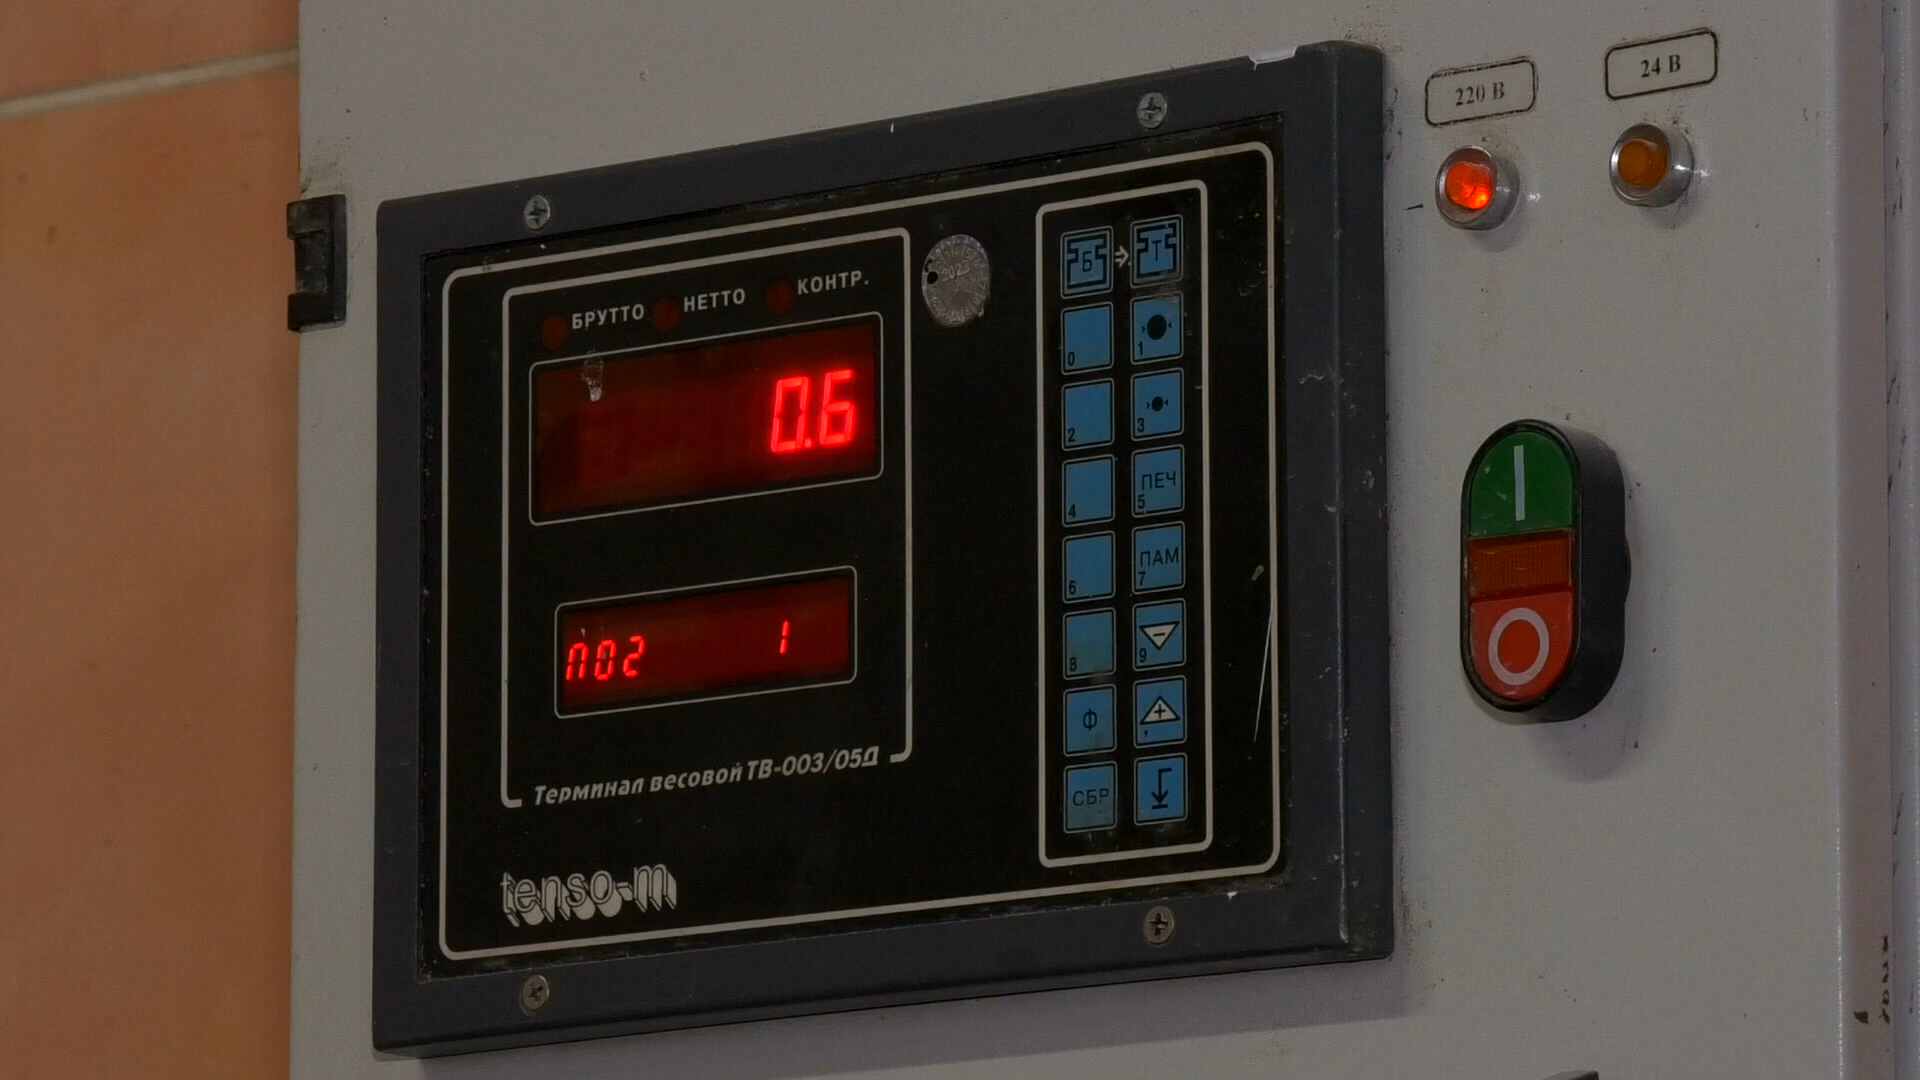 220 В
24 В
БРУТТО НЕТТО КОНТР.
2023
0.6
П02 1
Терминал весовой ТВ-003/05Д
tenso-m
Б Т
0 1
2 3
4 ПЕЧ 5
6 ПАМ 7
8 9
Ф ,
СБР